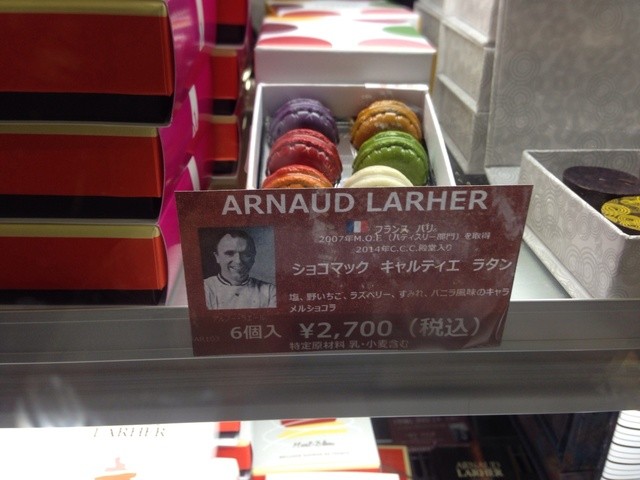 ARNAUD LARHER
フランス パリ
2007年M.O.F.(パティスリー部門)を取得
2014年C.C.C.殿堂入り
ショコマック キャルティエ ラタン
塩、野いちご、ラズベリー、すみれ、バニラ風味のキャラ
メルショコラ
6個入 ¥2,700(税込)
特定原材料 乳・小麦含む
LARHER
ARNAUD
LARHER